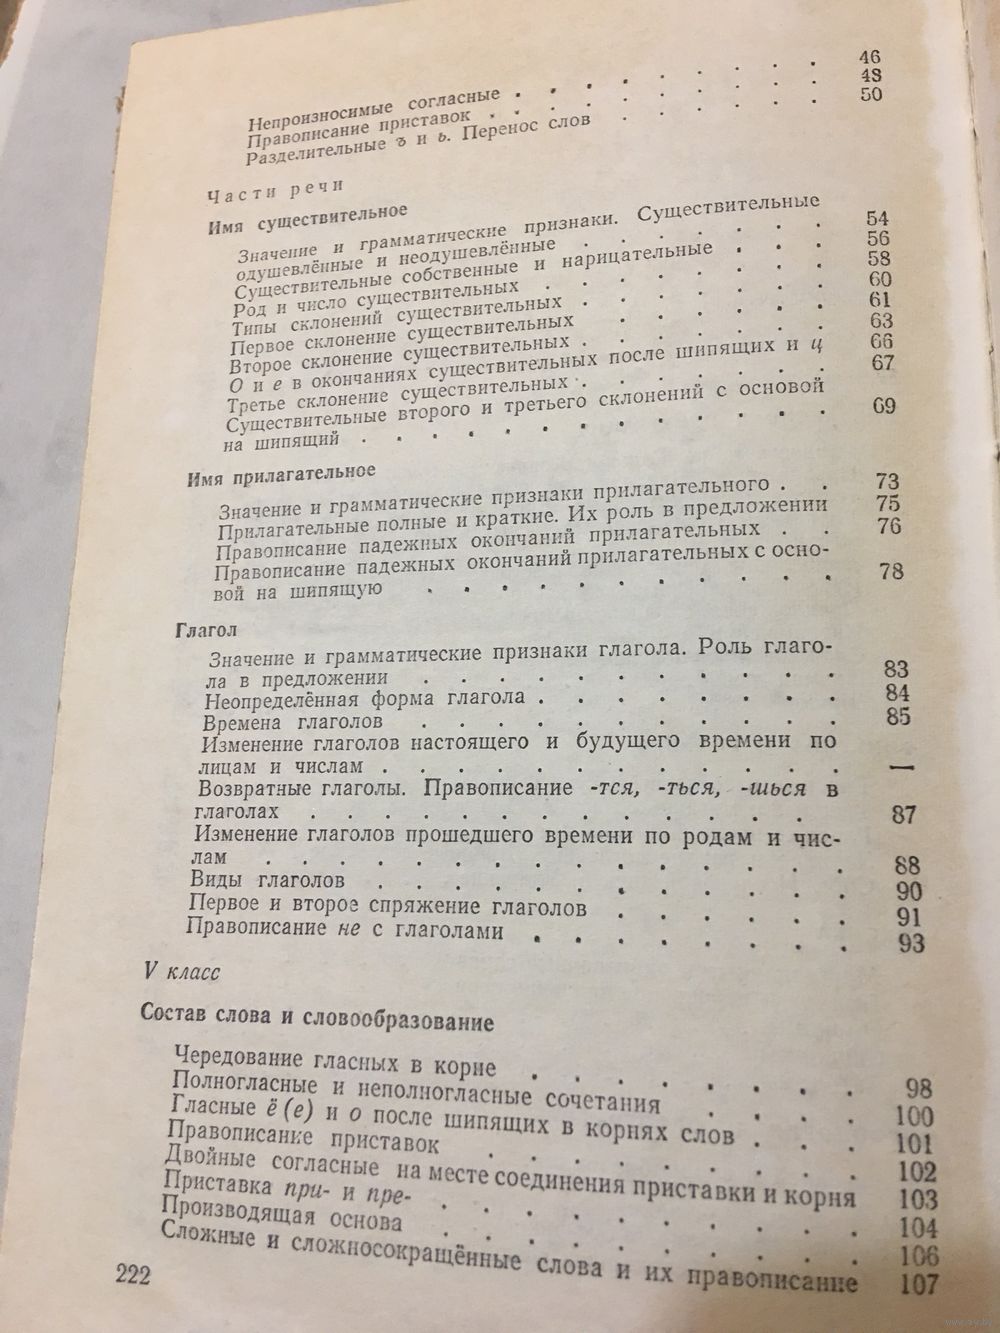 Непроизносимые согласные . . . . . . . . 46
Правописание приставок . . . . . . . . . 48
Разделительные ъ и ь. Перенос слов . . . . . . 50
Части речи
Имя существительное
Значение и грамматические признаки. Существительные
одушевлённые и неодушевлённые . . . . . . . 54
Существительные собственные и нарицательные . . . 56
Род и число существительных . . . . . . . . 58
Типы склонений существительных . . . . . . . 60
Первое склонение существительных . . . . . . 61
Второе склонение существительных . . . . . . . 63
О и е в окончаниях существительных после шипящих и ц 66
Третье склонение существительных . . . . . . . 67
Существительные второго и третьего склонений с основой
на шипящий . . . . . . . . . . . . . 69
Имя прилагательное
Значение и грамматические признаки прилагательного . . 73
Прилагательные полные и краткие. Их роль в предложении 75
Правописание падежных окончаний прилагательных . . 76
Правописание падежных окончаний прилагательных с осно-
вой на шипящую . . . . . . . . . . . 78
Глагол
Значение и грамматические признаки глагола. Роль глаго-
ла в предложении . . . . . . . . . . . 83
Неопределённая форма глагола . . . . . . . . 84
Времена глаголов . . . . . . . . . . . 85
Изменение глаголов настоящего и будущего времени по
лицам и числам . . . . . . . . . . . . —
Возвратные глаголы. Правописание -тся, -ться, -шься в
глаголах . . . . . . . . . . . . . 87
Изменение глаголов прошедшего времени по родам и чис-
лам . . . . . . . . . . . . . . 88
Виды глаголов . . . . . . . . . . . . 90
Первое и второе спряжение глаголов . . . . . . 91
Правописание не с глаголами . . . . . . . . 93
V класс
Состав слова и словообразование
Чередование гласных в корне . . . . . . . . 98
Полногласные и неполногласные сочетания . . . . 100
Гласные ё (е) и о после шипящих в корнях слов . . . 101
Правописание приставок . . . . . . . . . 102
Двойные согласные на месте соединения приставки и корня 103
Приставка при- и пре- . . . . . . . . . . 104
Производящая основа . . . . . . . . . . 106
Сложные и сложносокращённые слова и их правописание 107
222